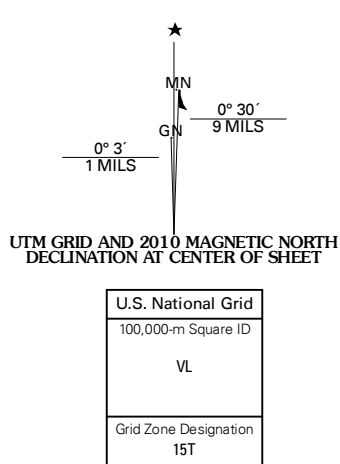 ★
MN
GN
0° 30´
9 MILS
0° 3´
1 MILS
UTM GRID AND 2010 MAGNETIC NORTH
DECLINATION AT CENTER OF SHEET
U.S. National Grid
100,000-m Square ID
VL
Grid Zone Designation
15T